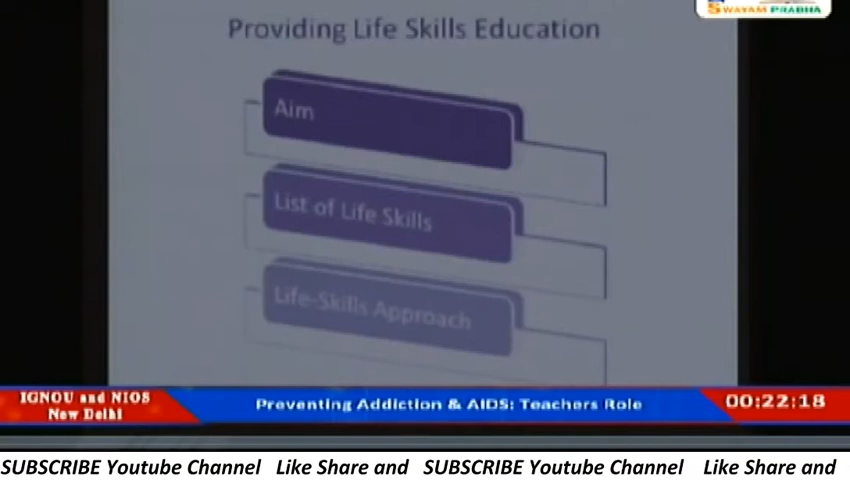 SWAYAM PRABHA
Providing Life Skills Education
Aim
List of Life Skills
Life-Skills Approach
IGNOU and NIOS
New Delhi
Preventing Addiction & AIDS: Teachers Role
00:22:18
SUBSCRIBE Youtube Channel Like Share and SUBSCRIBE Youtube Channel Like Share and